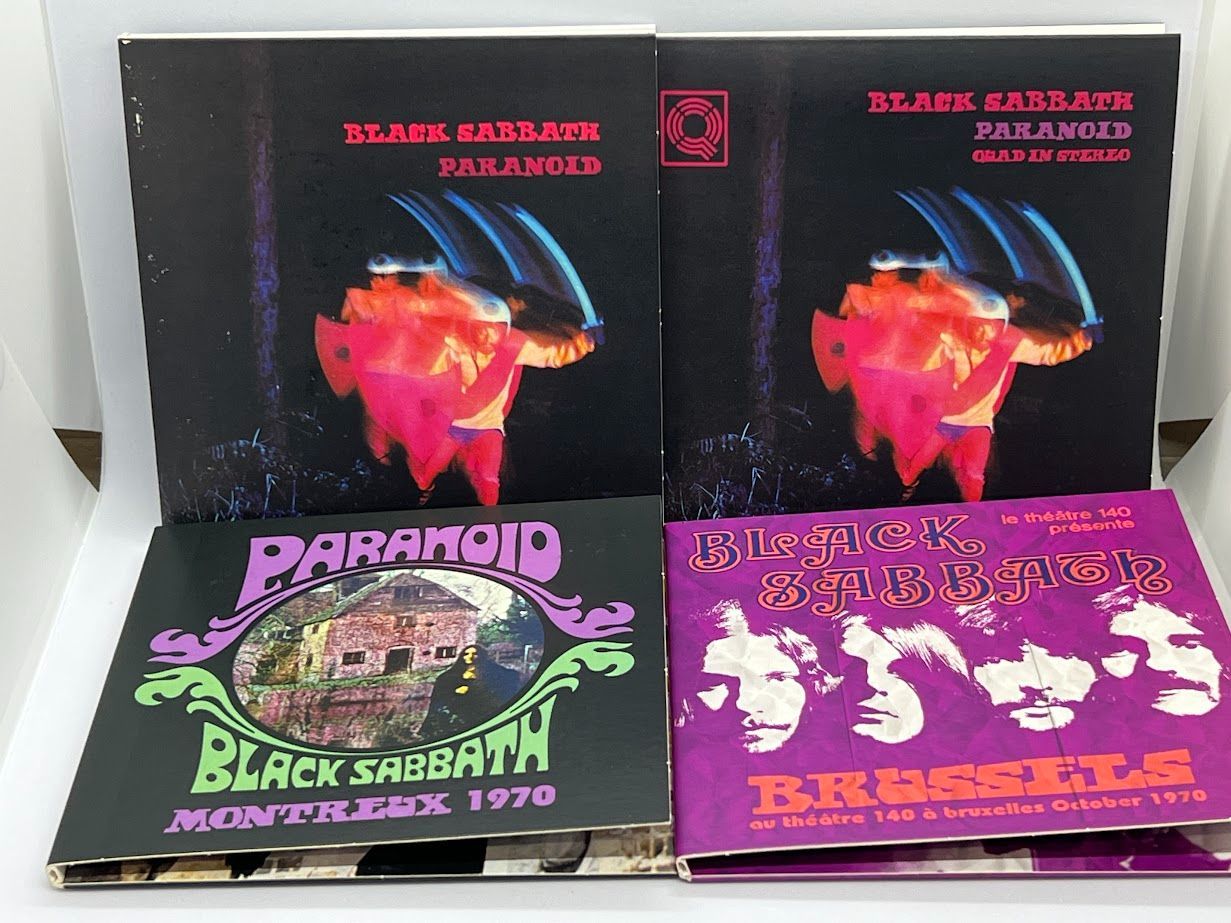 BLACK SABBATH
PARANOID
BLACK SABBATH
PARANOID
QUAD IN STEREO
PARANOID
BLACK SABBATH
MONTREUX 1970
le théâtre 140
présente
BLACK
SABBATH
BRUSSELS
au théâtre 140 à bruxelles October 1970